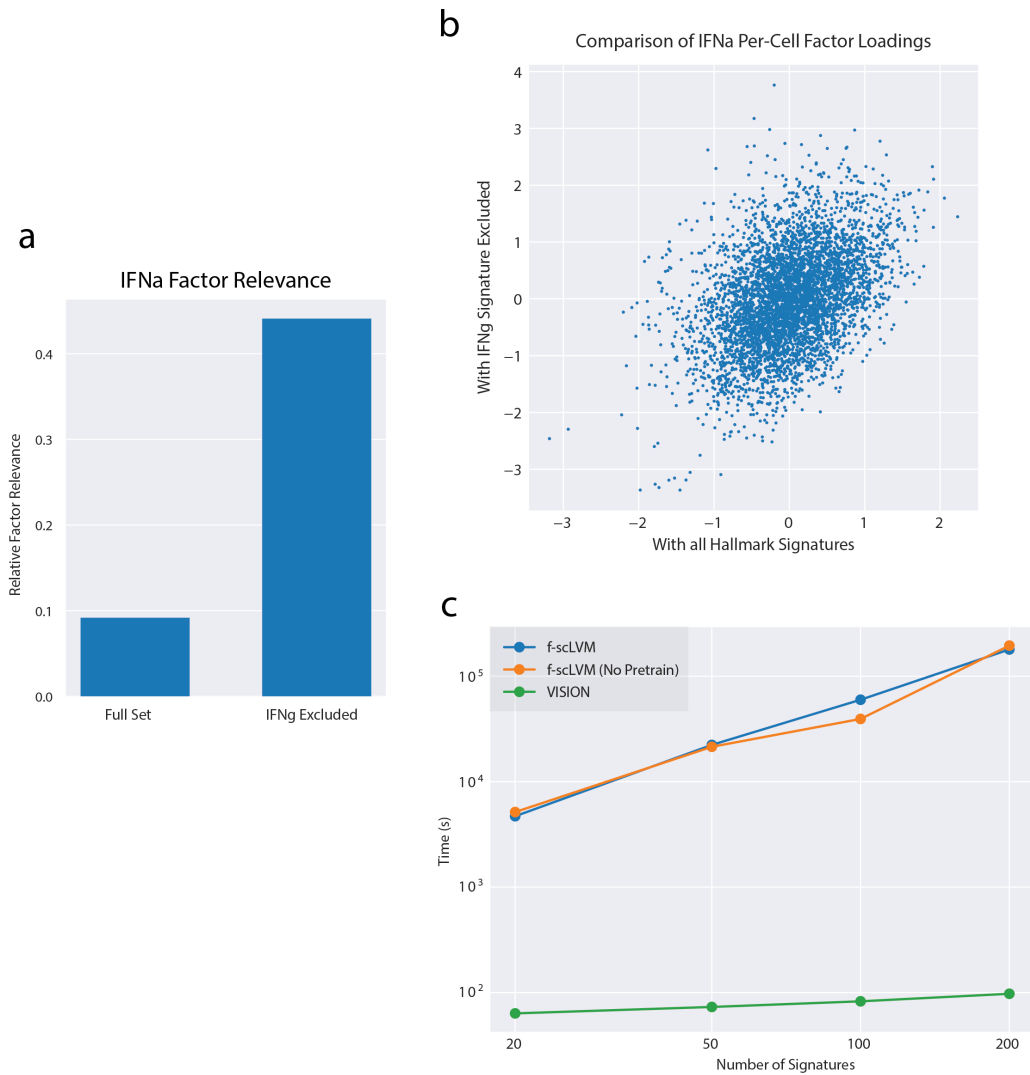 a
IFNa Factor Relevance
Relative Factor Relevance
0.4
0.3
0.2
0.1
0.0
Full Set
IFNg Excluded
b
Comparison of IFNa Per-Cell Factor Loadings
With IFNg Signature Excluded
4
3
2
1
0
−1
−2
−3
−3
−2
−1
0
1
2
With all Hallmark Signatures
c
f-scLVM
f-scLVM (No Pretrain)
VISION
Time (s)
10^5
10^4
10^3
10^2
20
50
100
200
Number of Signatures